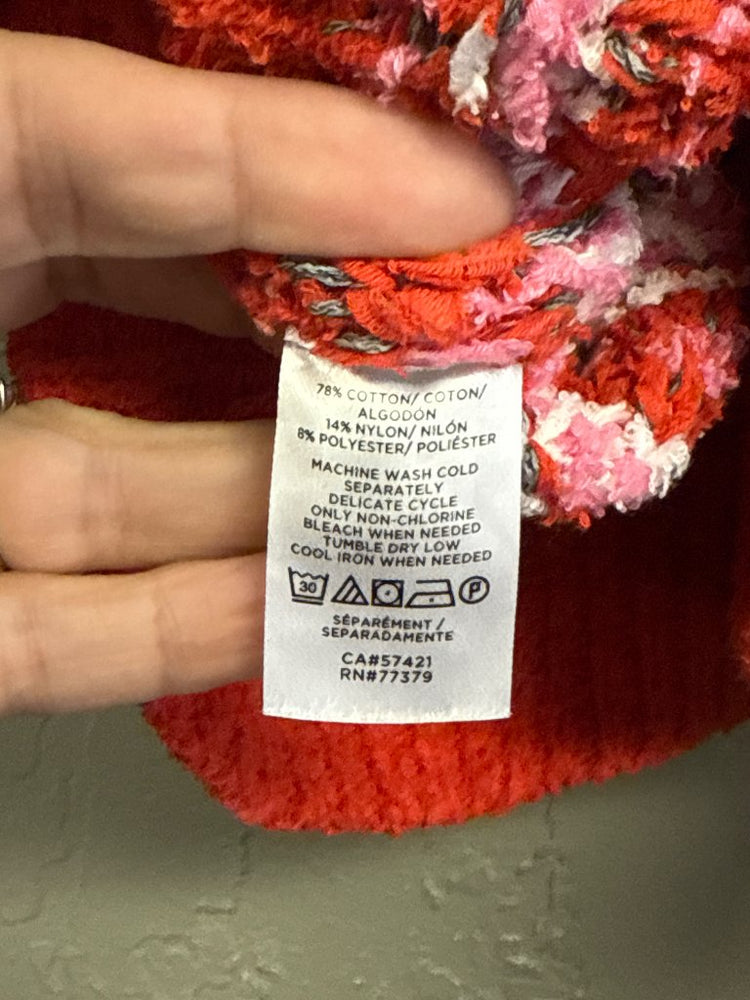 78% COTTON/ COTON/
ALGODÓN
14% NYLON/ NILÓN
8% POLYESTER/ POLIÉSTER
MACHINE WASH COLD
SEPARATELY
DELICATE CYCLE
ONLY NON-CHLORINE
BLEACH WHEN NEEDED
TUMBLE DRY LOW
COOL IRON WHEN NEEDED
30 P
SÉPARÉMENT /
SEPARADAMENTE
CA#57421
RN#77379